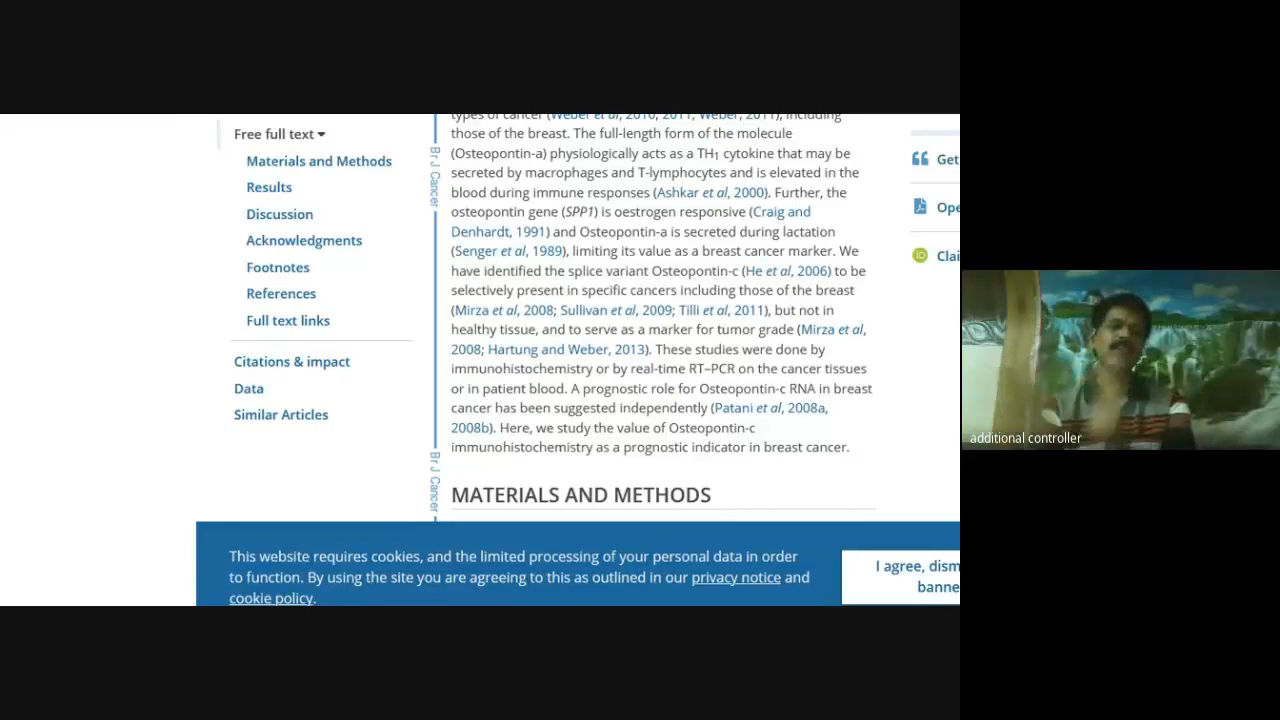 Free full text
Materials and Methods
Results
Discussion
Acknowledgments
Footnotes
References
Full text links
Citations & impact
Data
Similar Articles
Br J Cancer
Br J Cancer
types of cancer (Weber et al, 2010, 2011; Weber, 2011), including
those of the breast. The full-length form of the molecule
(Osteopontin-a) physiologically acts as a TH1 cytokine that may be
secreted by macrophages and T-lymphocytes and is elevated in the
blood during immune responses (Ashkar et al, 2000). Further, the
osteopontin gene (SPP1) is oestrogen responsive (Craig and
Denhardt, 1991) and Osteopontin-a is secreted during lactation
(Senger et al, 1989), limiting its value as a breast cancer marker. We
have identified the splice variant Osteopontin-c (He et al, 2006) to be
selectively present in specific cancers including those of the breast
(Mirza et al, 2008; Sullivan et al, 2009; Tilli et al, 2011), but not in
healthy tissue, and to serve as a marker for tumor grade (Mirza et al,
2008; Hartung and Weber, 2013). These studies were done by
immunohistochemistry or by real-time RT–PCR on the cancer tissues
or in patient blood. A prognostic role for Osteopontin-c RNA in breast
cancer has been suggested independently (Patani et al, 2008a,
2008b). Here, we study the value of Osteopontin-c
immunohistochemistry as a prognostic indicator in breast cancer.
MATERIALS AND METHODS
Get
Ope
iD Clai
additional controller
This website requires cookies, and the limited processing of your personal data in order
to function. By using the site you are agreeing to this as outlined in our privacy notice and
cookie policy.
I agree, dism
banne